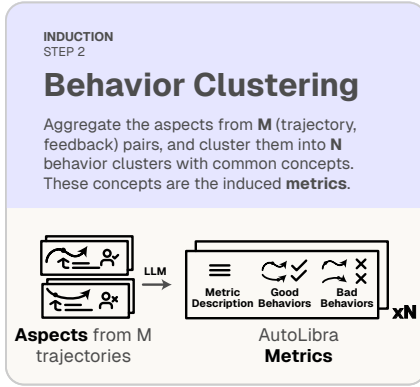 INDUCTION
STEP 2
Behavior Clustering
Aggregate the aspects from M (trajectory,
feedback) pairs, and cluster them into N
behavior clusters with common concepts.
These concepts are the induced metrics.
LLM
Metric
Description
Good
Behaviors
Bad
Behaviors
xN
Aspects from M
trajectories
AutoLibra
Metrics